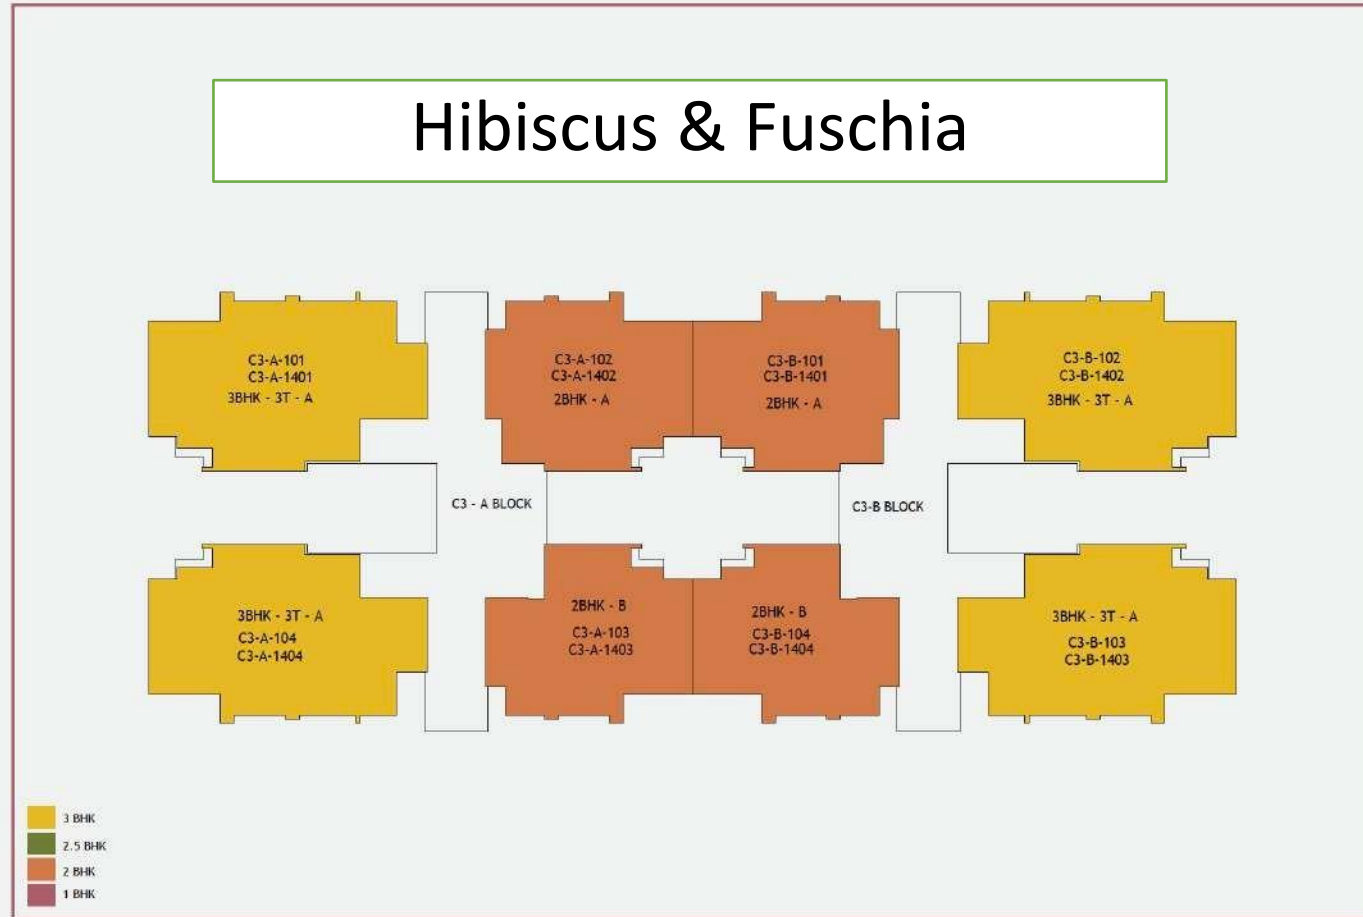 Hibiscus & Fuschia
C3-A-101
C3-A-1401
3BHK - 3T - A
C3-A-102
C3-A-1402
2BHK - A
C3-B-101
C3-B-1401
2BHK - A
C3-B-102
C3-B-1402
3BHK - 3T - A
C3 - A BLOCK
C3-B BLOCK
3BHK - 3T - A
C3-A-104
C3-A-1404
2BHK - B
C3-A-103
C3-A-1403
2BHK - B
C3-B-104
C3-B-1404
3BHK - 3T - A
C3-B-103
C3-B-1403
3 BHK
2.5 BHK
2 BHK
1 BHK